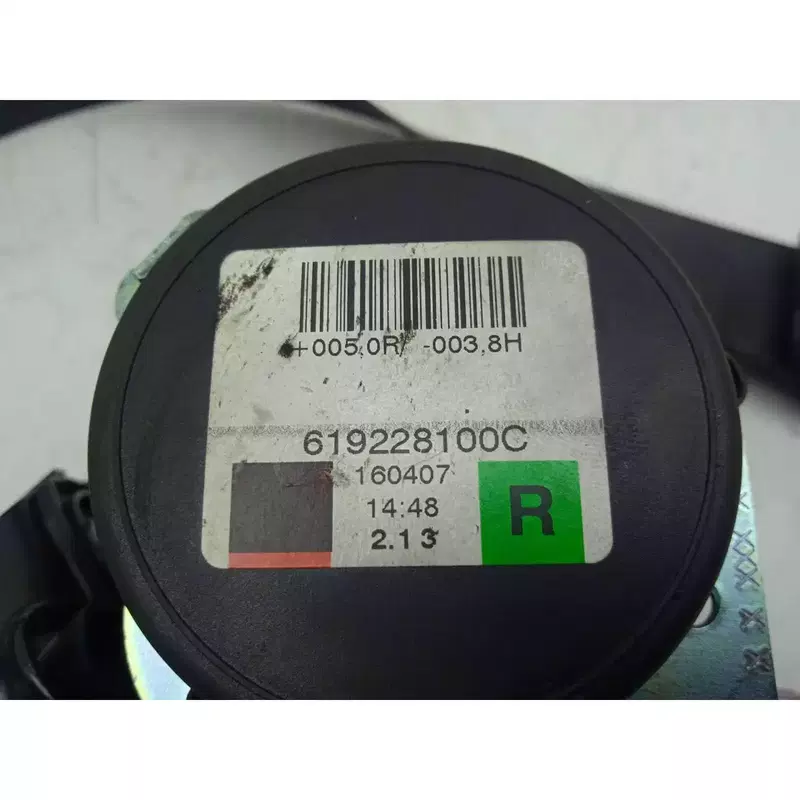 +005.0R/ -003.8H
619228100C
160407
14:48
R
2.13